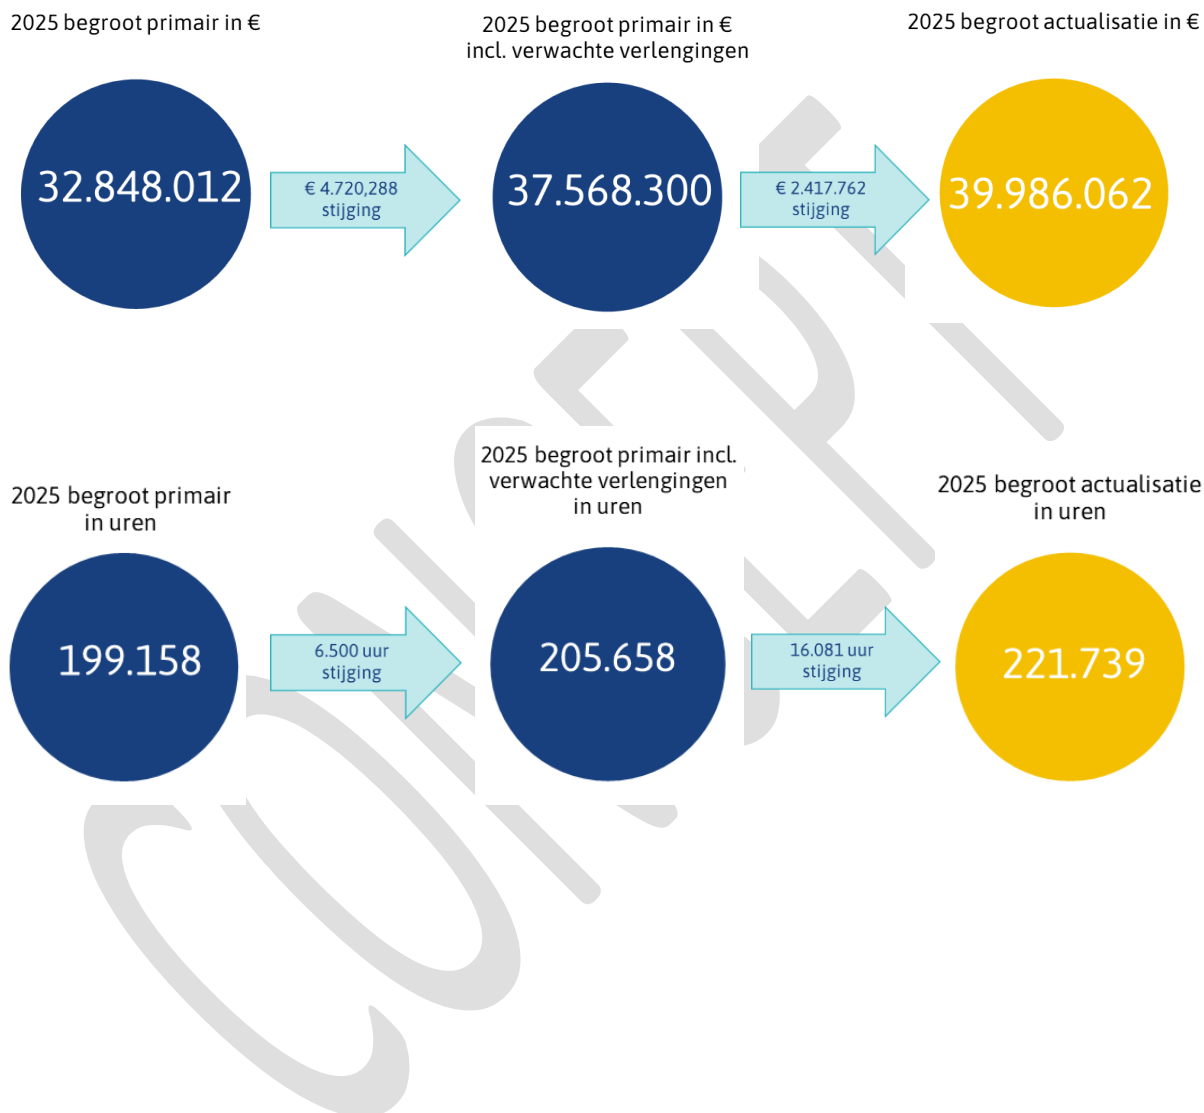 2025 begroot primair in €
2025 begroot primair in €
incl. verwachte verlengingen
2025 begroot actualisatie in €
32.848.012
€ 4.720,288
stijging
37.568.300
€ 2.417.762
stijging
39.986.062
2025 begroot primair
in uren
2025 begroot primair incl.
verwachte verlengingen
in uren
2025 begroot actualisatie
in uren
199.158
6.500 uur
stijging
205.658
16.081 uur
stijging
221.739
CONCEPT